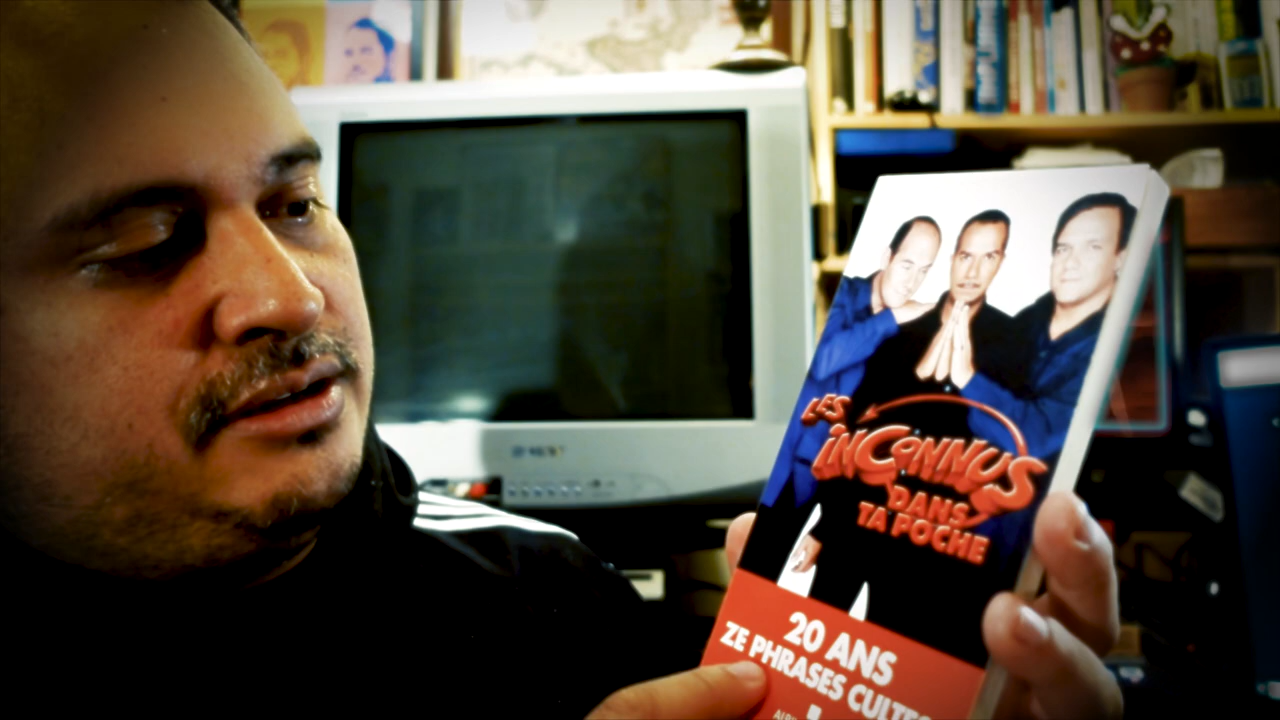 LES
INCONNUS
DANS
TA POCHE
20 ANS
ZE PHRASES CULTES